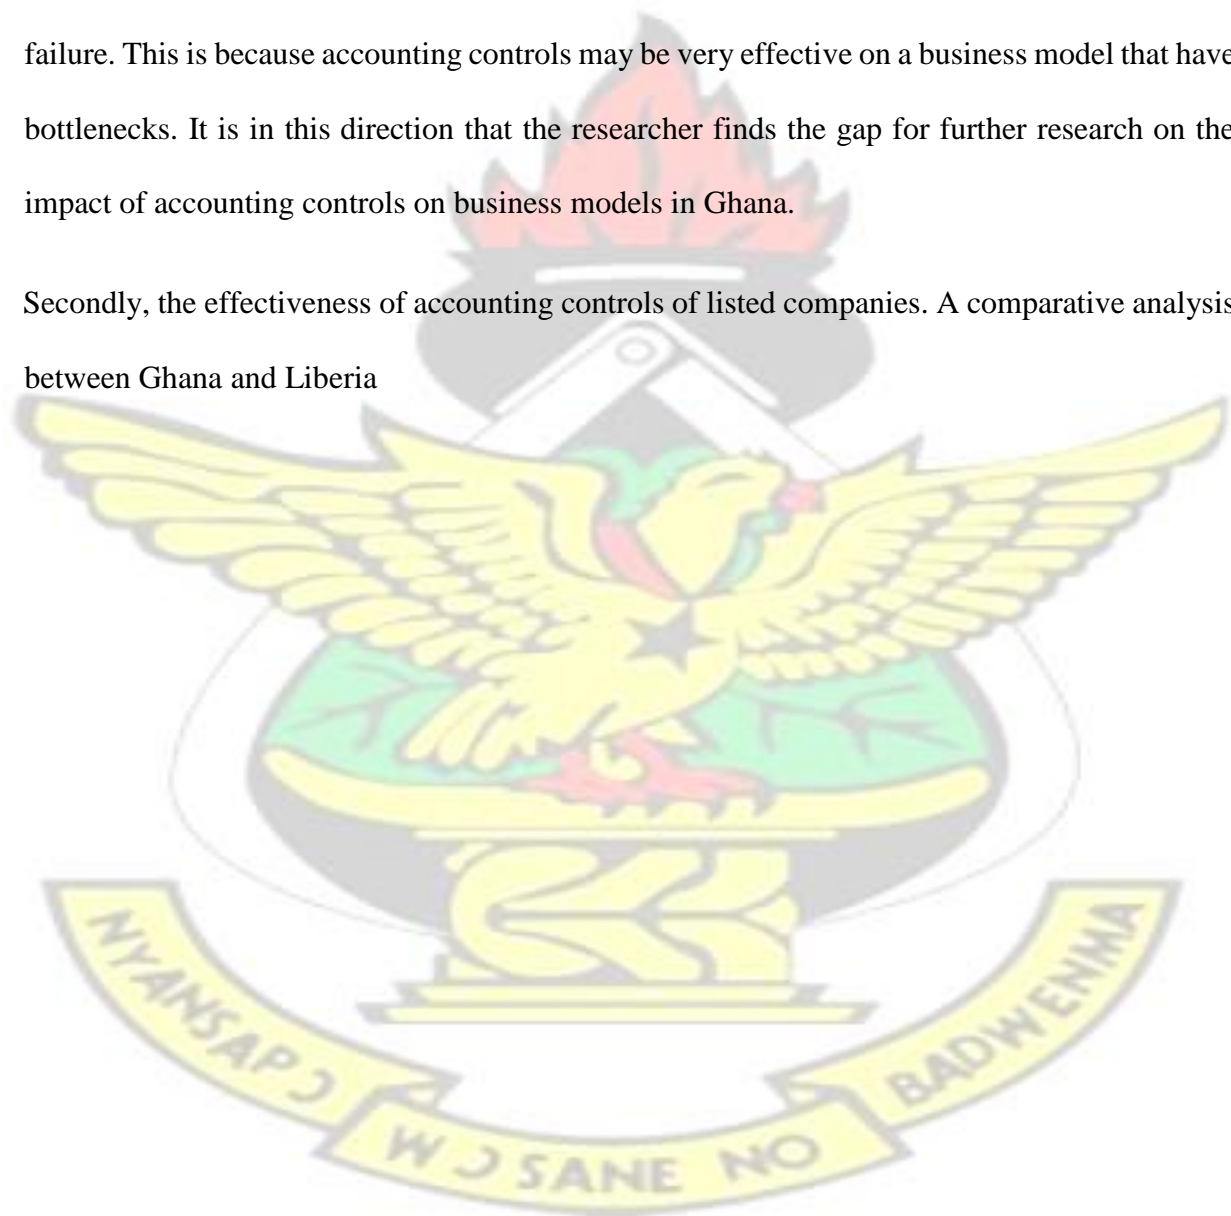 failure. This is because accounting controls may be very effective on a business model that have
bottlenecks. It is in this direction that the researcher finds the gap for further research on the
impact of accounting controls on business models in Ghana.
Secondly, the effectiveness of accounting controls of listed companies. A comparative analysis
between Ghana and Liberia
NYANSAPƆ
WƆSANE NO
BADWENMA